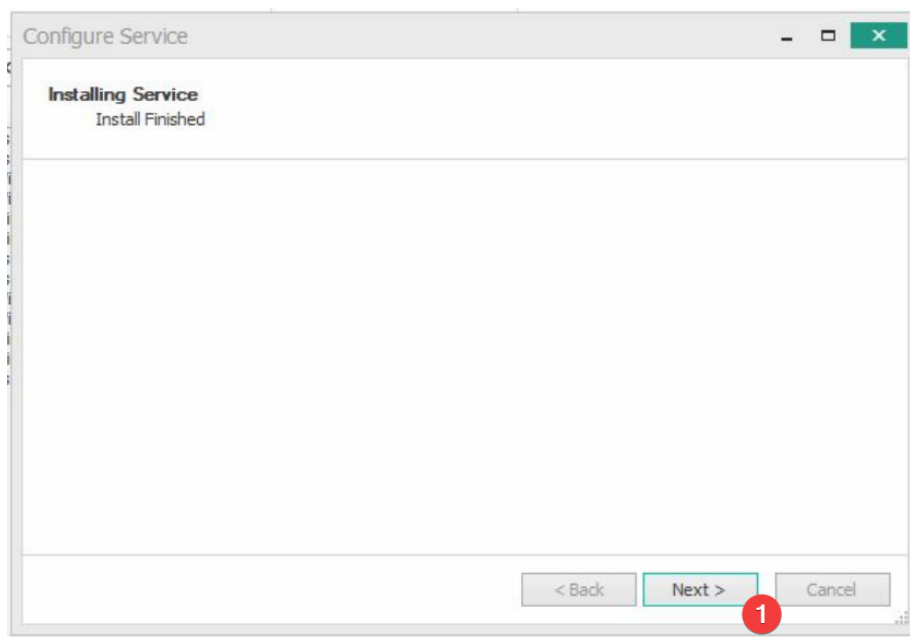 Configure Service
Installing Service
Install Finished
< Back
Next >
Cancel
1